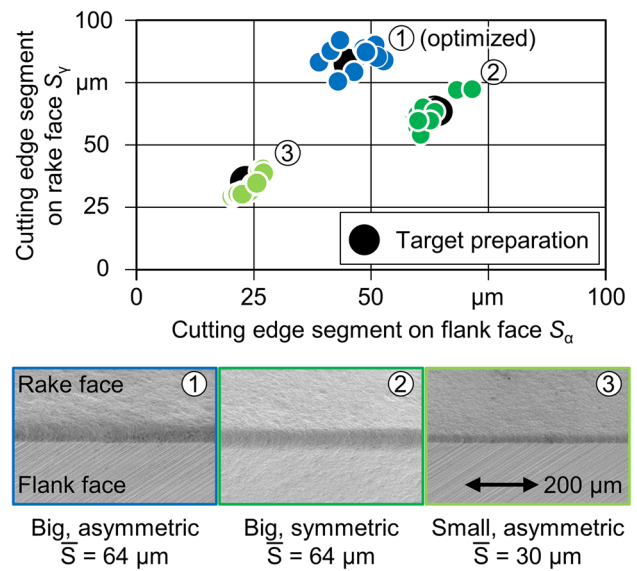 Cutting edge segment
on rake face Sᵧ
100
µm
50
25
0
① (optimized)
②
③
Target preparation
0
25
50
µm
100
Cutting edge segment on flank face Sα
Rake face
①
②
③
Flank face
200 µm
Big, asymmetric
S̅ = 64 µm
Big, symmetric
S̅ = 64 µm
Small, asymmetric
S̅ = 30 µm